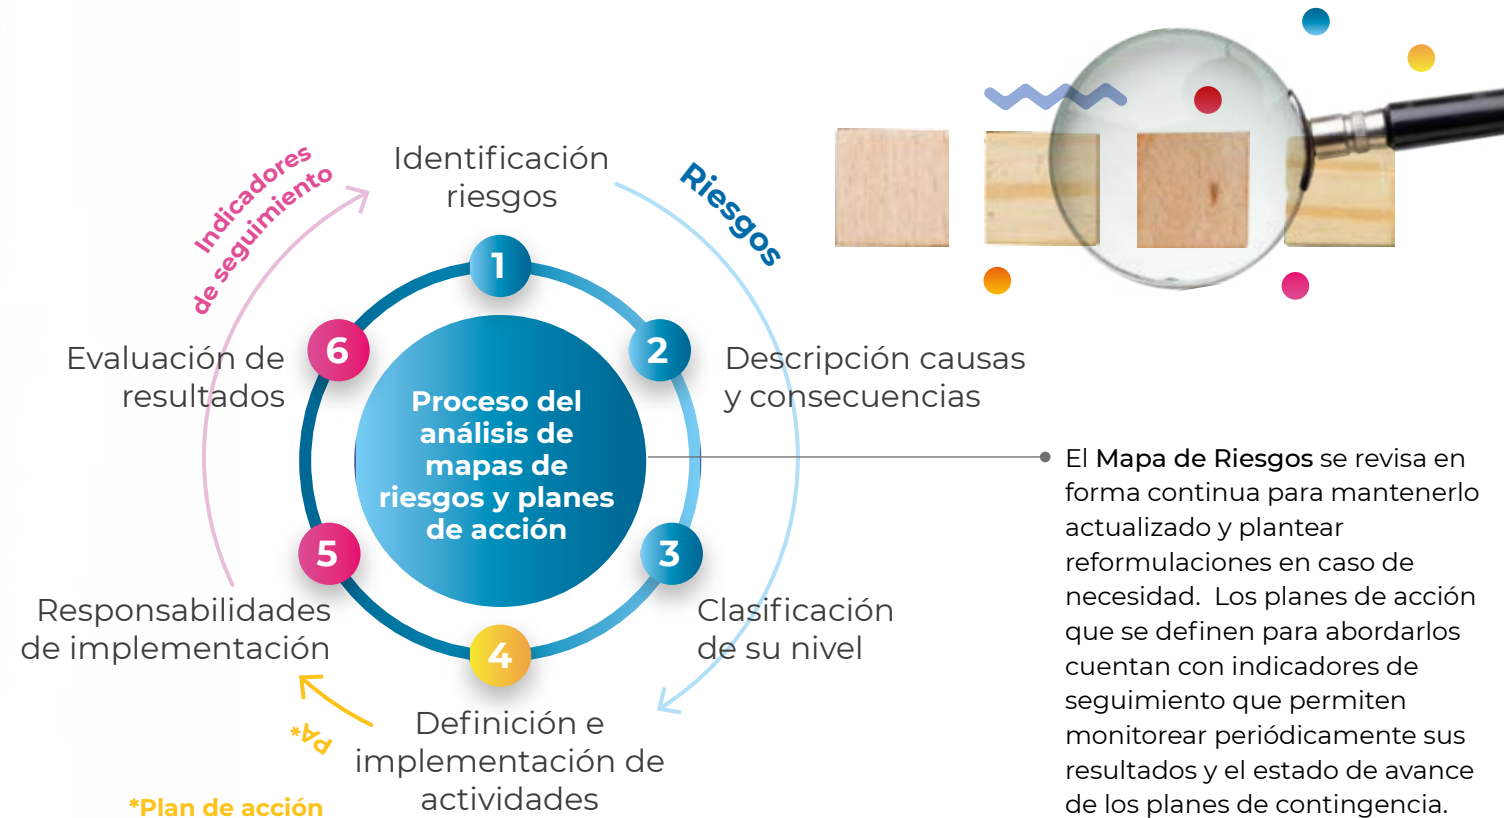 Identificación
riesgos
Riesgos
Indicadores
de seguimiento
1
2
Descripción causas
y consecuencias
3
Clasificación
de su nivel
4
Definición e
implementación de
actividades
PA*
*Plan de acción
5
Responsabilidades
de implementación
6
Evaluación de
resultados
Proceso del
análisis de
mapas de
riesgos y planes
de acción
El Mapa de Riesgos se revisa en
forma continua para mantenerlo
actualizado y plantear
reformulaciones en caso de
necesidad.  Los planes de acción
que se definen para abordarlos
cuentan con indicadores de
seguimiento que permiten
monitorear periódicamente sus
resultados y el estado de avance
de los planes de contingencia.